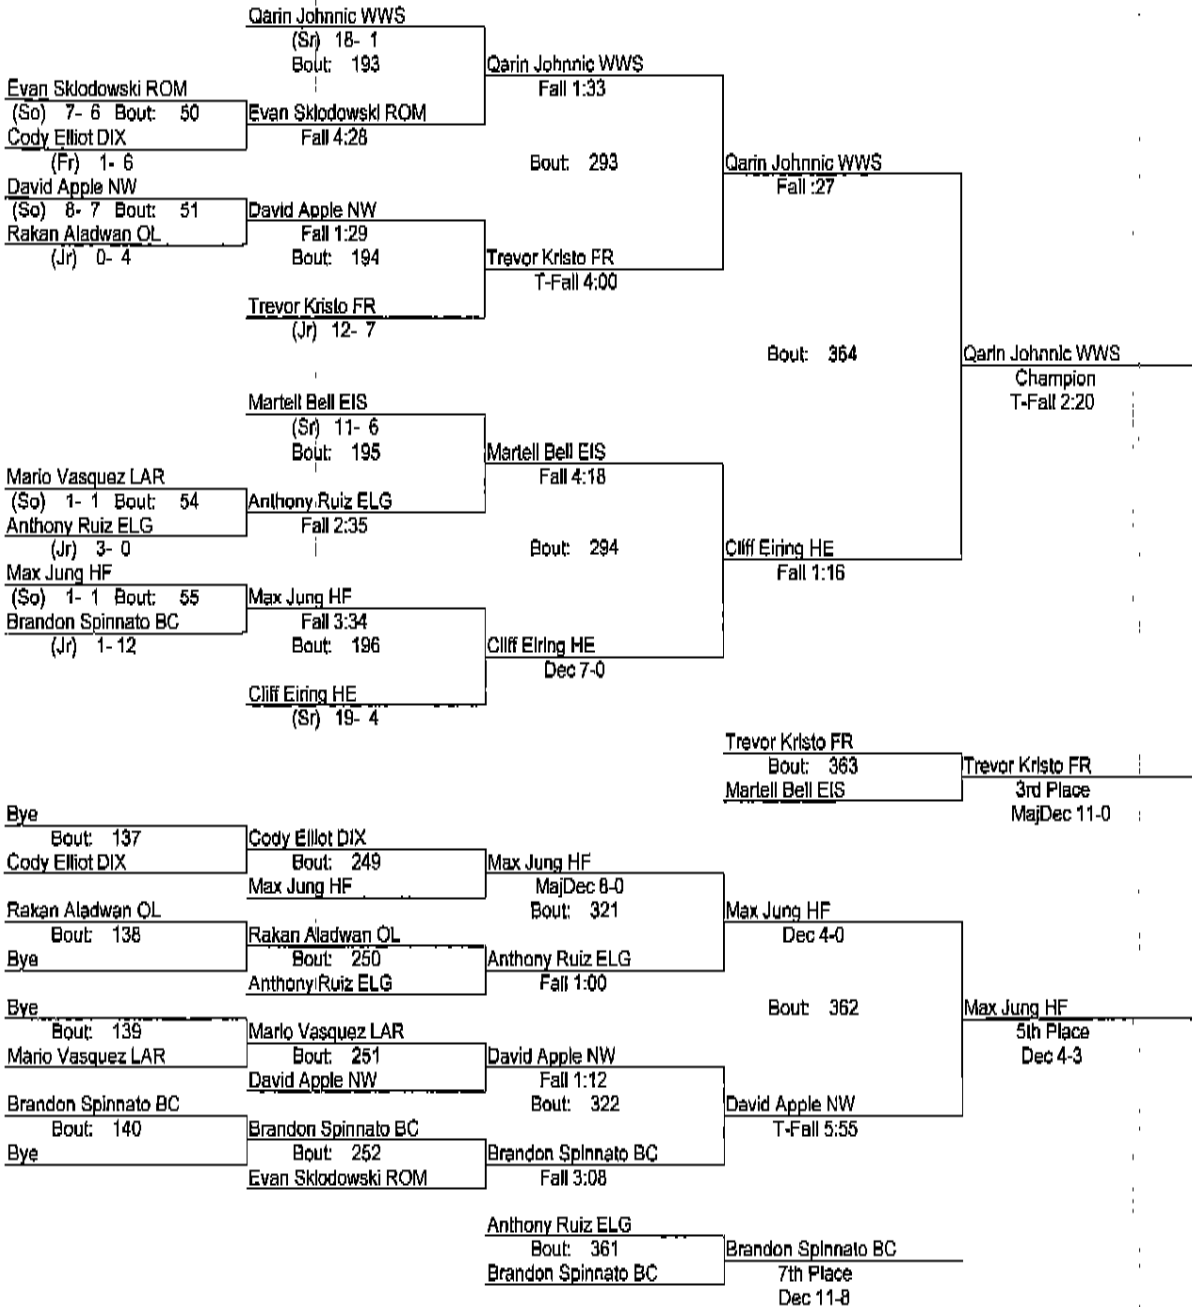 Qarin Johnnic WWS
(Sr) 18- 1
Bout: 193
Qarin Johnnic WWS
Fall 1:33
Evan Sklodowski ROM
(So) 7- 6 Bout: 50
Evan Sklodowski ROM
Fall 4:28
Cody Elliot DIX
(Fr) 1- 6
Bout: 293
Qarin Johnnic WWS
Fall :27
David Apple NW
(So) 8- 7 Bout: 51
David Apple NW
Fall 1:29
Rakan Aladwan OL
(Jr) 0- 4
Bout: 194
Trevor Kristo FR
T-Fall 4:00
Trevor Kristo FR
(Jr) 12- 7
Bout: 364
Qarin Johnnic WWS
Champion
T-Fall 2:20
Martell Bell EIS
(Sr) 11- 6
Bout: 195
Martell Bell EIS
Fall 4:18
Mario Vasquez LAR
(So) 1- 1 Bout: 54
Anthony Ruiz ELG
Fall 2:35
Anthony Ruiz ELG
(Jr) 3- 0
Bout: 294
Cliff Eiring HE
Fall 1:16
Max Jung HF
(So) 1- 1 Bout: 55
Max Jung HF
Fall 3:34
Brandon Spinnato BC
(Jr) 1-12
Bout: 196
Cliff Eiring HE
Dec 7-0
Cliff Eiring HE
(Sr) 19- 4
Trevor Kristo FR
Bout: 363
Trevor Kristo FR
Martell Bell EIS
3rd Place
MajDec 11-0
Bye
Bout: 137
Cody Elliot DIX
Cody Elliot DIX
Bout: 249
Max Jung HF
Max Jung HF
MajDec 8-0
Rakan Aladwan OL
Bout: 138
Bye
Bout: 321
Max Jung HF
Dec 4-0
Rakan Aladwan OL
Bout: 250
Anthony Ruiz ELG
Anthony Ruiz ELG
Fall 1:00
Bye
Bout: 139
Mario Vasquez LAR
Bout: 362
Max Jung HF
5th Place
Dec 4-3
Mario Vasquez LAR
Bout: 251
David Apple NW
David Apple NW
Fall 1:12
Brandon Spinnato BC
Bout: 140
Bye
Bout: 322
David Apple NW
T-Fall 5:55
Brandon Spinnato BC
Bout: 252
Evan Sklodowski ROM
Brandon Spinnato BC
Fall 3:08
Anthony Ruiz ELG
Bout: 361
Brandon Spinnato BC
Brandon Spinnato BC
7th Place
Dec 11-8